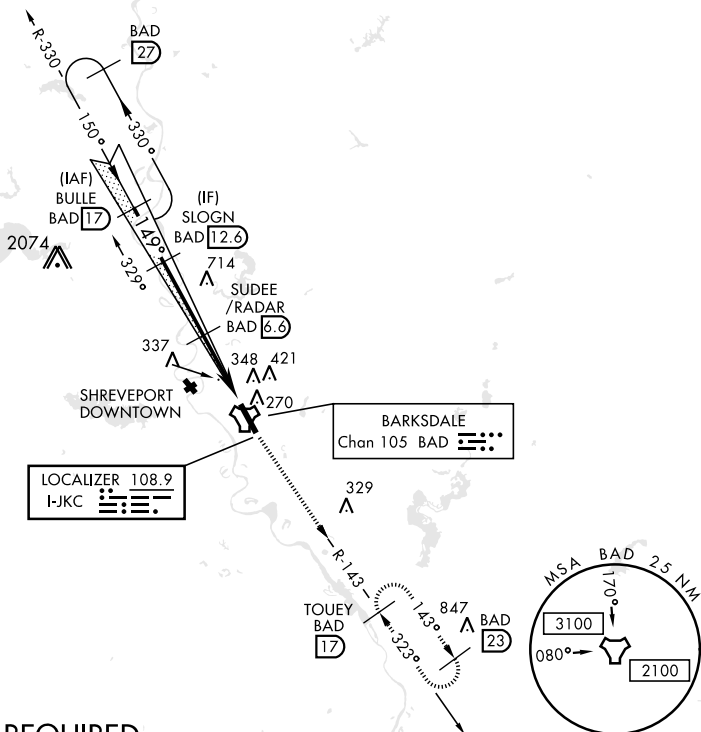 BAD
27
R-330
150°
330°
(IAF)
BULLE
BAD 17
(IF)
SLOGN
BAD 12.6
149°
329°
2074
714
SUDEE
/RADAR
BAD 6.6
337
348
421
270
SHREVEPORT
DOWNTOWN
BARKSDALE
Chan 105 BAD
LOCALIZER 108.9
I-JKC
329
R-143
TOUEY
BAD
17
143°
323°
847
BAD
23
MSA BAD 25 NM
170°
3100
080°
2100
REQUIRED